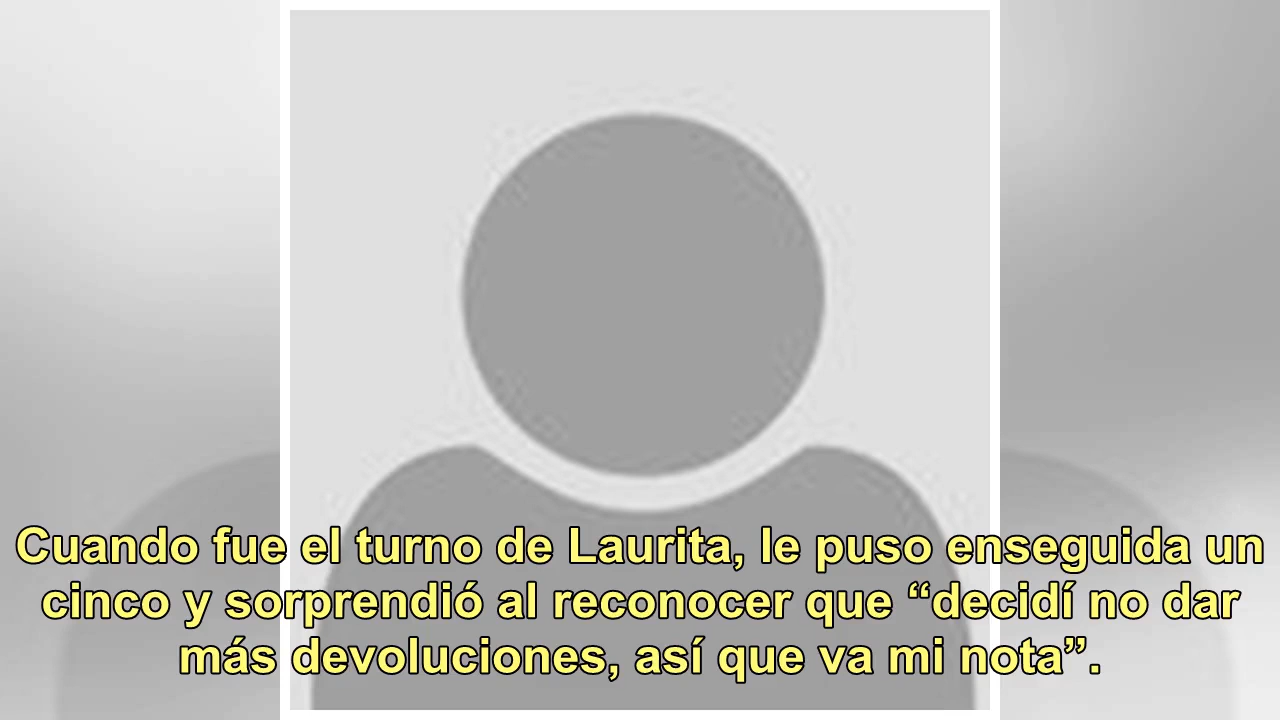 Cuando fue el turno de Laurita, le puso enseguida un
cinco y sorprendió al reconocer que “decidí no dar
más devoluciones, así que va mi nota”.